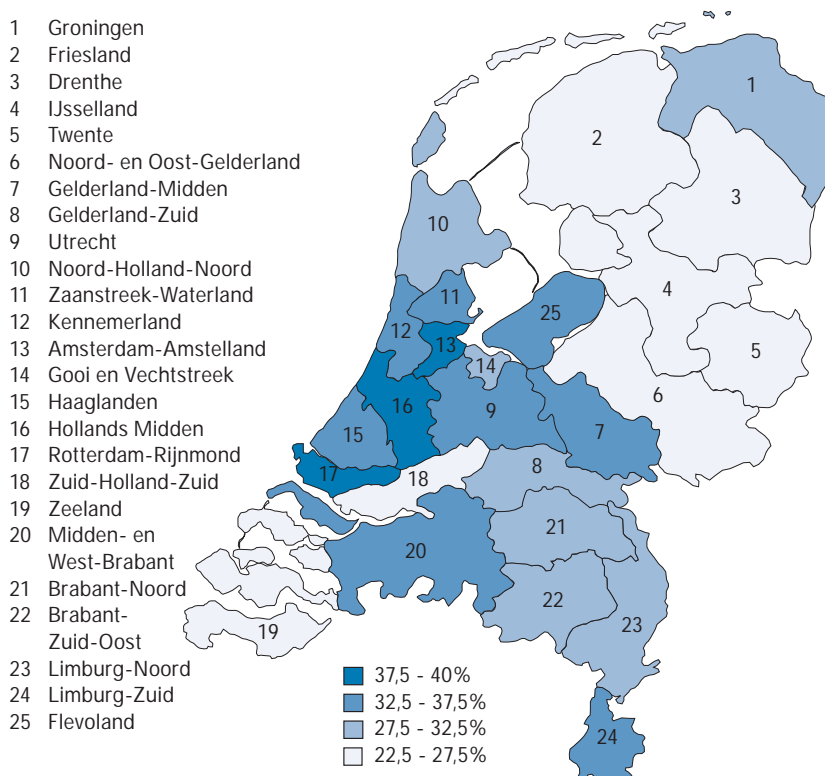 1 Groningen
2 Friesland
3 Drenthe
4 IJsselland
5 Twente
6 Noord- en Oost-Gelderland
7 Gelderland-Midden
8 Gelderland-Zuid
9 Utrecht
10 Noord-Holland-Noord
11 Zaanstreek-Waterland
12 Kennemerland
13 Amsterdam-Amstelland
14 Gooi en Vechtstreek
15 Haaglanden
16 Hollands Midden
17 Rotterdam-Rijnmond
18 Zuid-Holland-Zuid
19 Zeeland
20 Midden- en
West-Brabant
21 Brabant-Noord
22 Brabant-
Zuid-Oost
23 Limburg-Noord
24 Limburg-Zuid
25 Flevoland
1
2
3
10
4
11
25
12
13
5
14
6
16
9
15
7
17
18
8
21
20
22
19
23
24
37,5 - 40%
32,5 - 37,5%
27,5 - 32,5%
22,5 - 27,5%